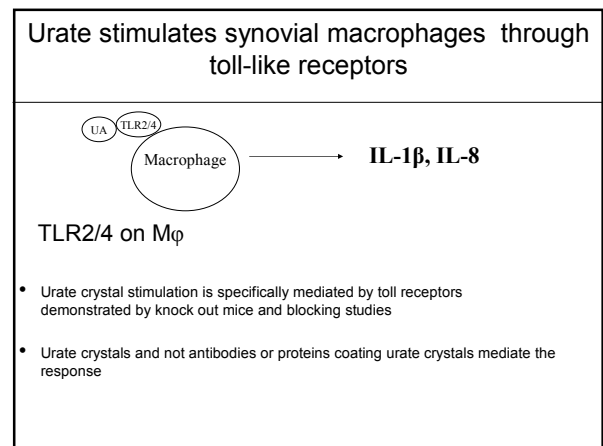 Urate stimulates synovial macrophages through
toll-like receptors
UA
TLR2/4
Macrophage
IL-1β, IL-8
TLR2/4 on Mφ
• Urate crystal stimulation is specifically mediated by toll receptors
demonstrated by knock out mice and blocking studies
• Urate crystals and not antibodies or proteins coating urate crystals mediate the
response